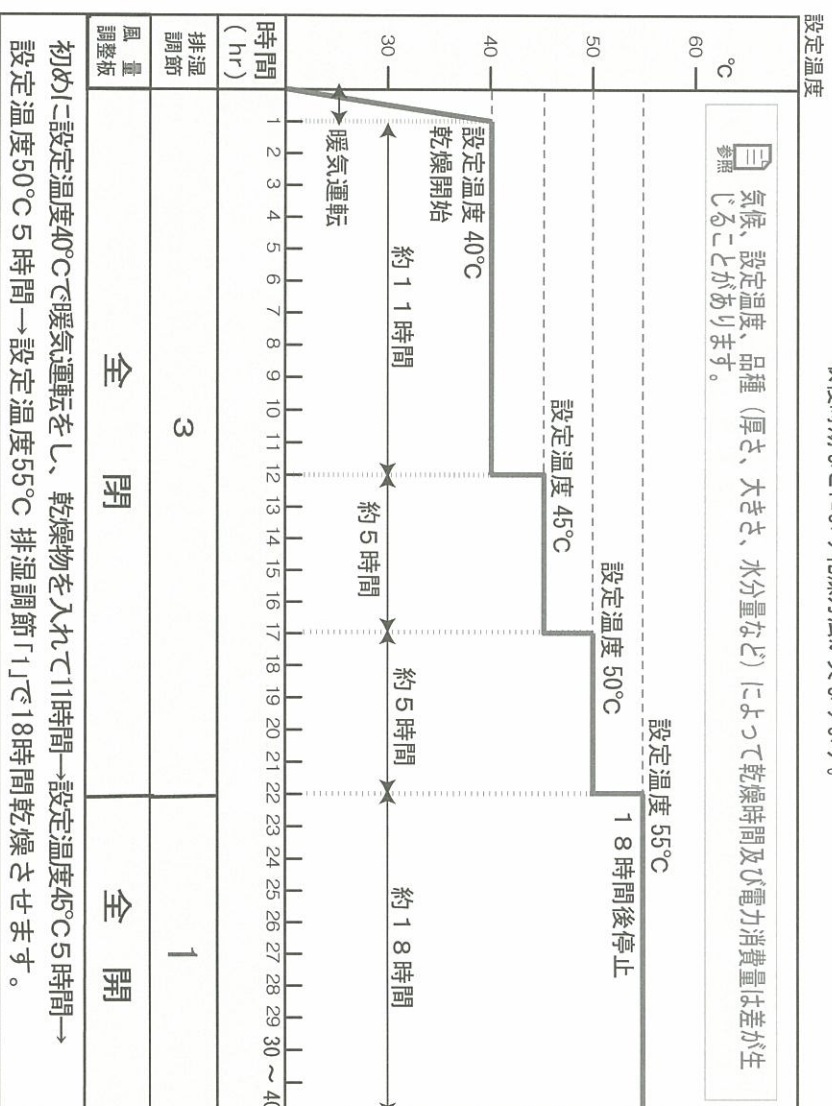 設定温度
℃
60
50
40
30
参照
気候、設定温度、品種（厚さ、大きさ、水分量など）によって乾燥時間及び電力消費量は差が生
じることがあります。
設定温度 40℃
乾燥開始
暖気運転
約11時間
設定温度 45℃
約5時間
設定温度 50℃
約5時間
設定温度 55℃
18時間後停止
約18時間
時間
(hr)
1 2 3 4 5 6 7 8 9 10 11 12 13 14 15 16 17 18 19 20 21 22 23 24 25 26 27 28 29 30 ～ 40
排湿
調節
3
1
風量
調整板
全閉
全開
初めに設定温度40℃で暖気運転をし、乾燥物を入れて11時間→設定温度45℃5時間→
設定温度50℃5時間→設定温度55℃ 排湿調節「1」で18時間乾燥させます。